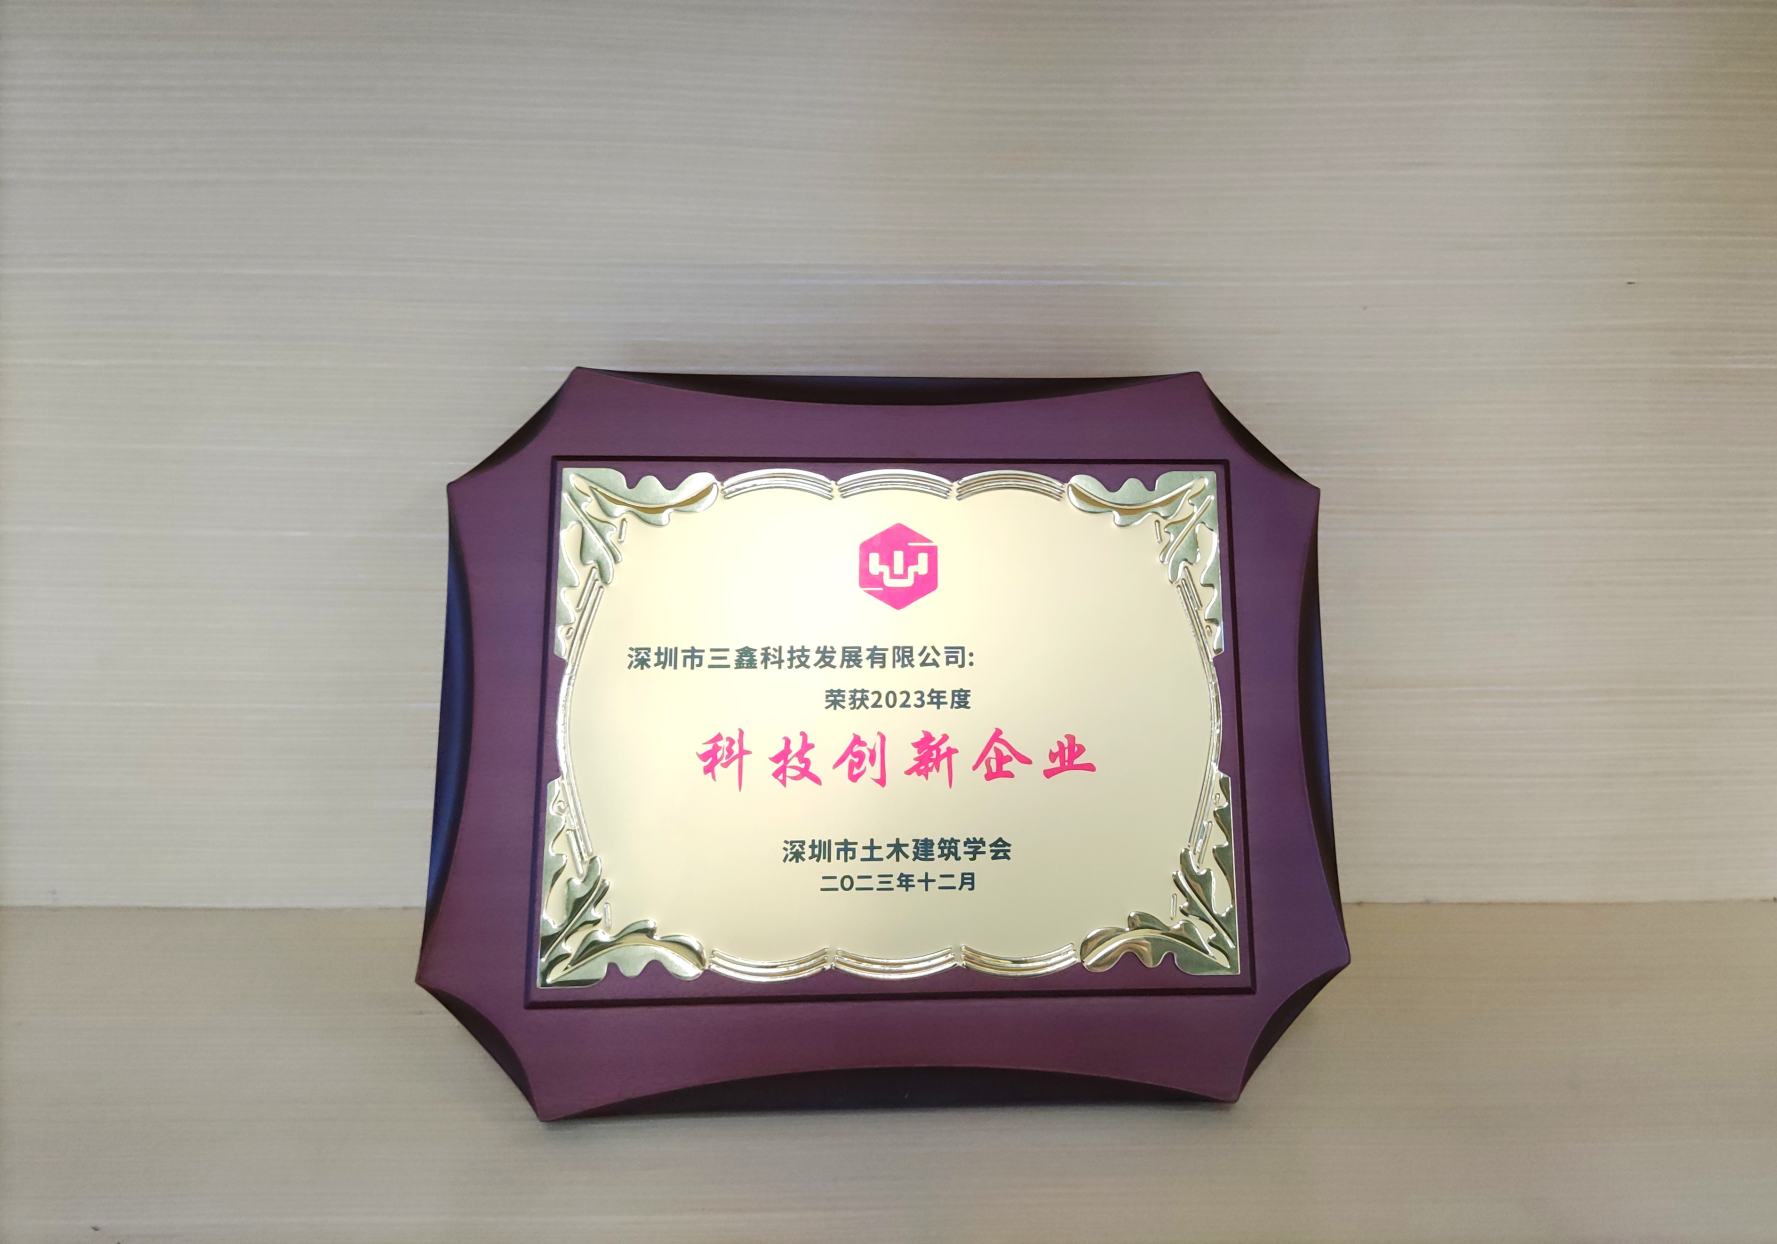 深圳市三鑫科技发展有限公司:
荣获2023年度
科技创新企业
深圳市土木建筑学会
二〇二三年十二月